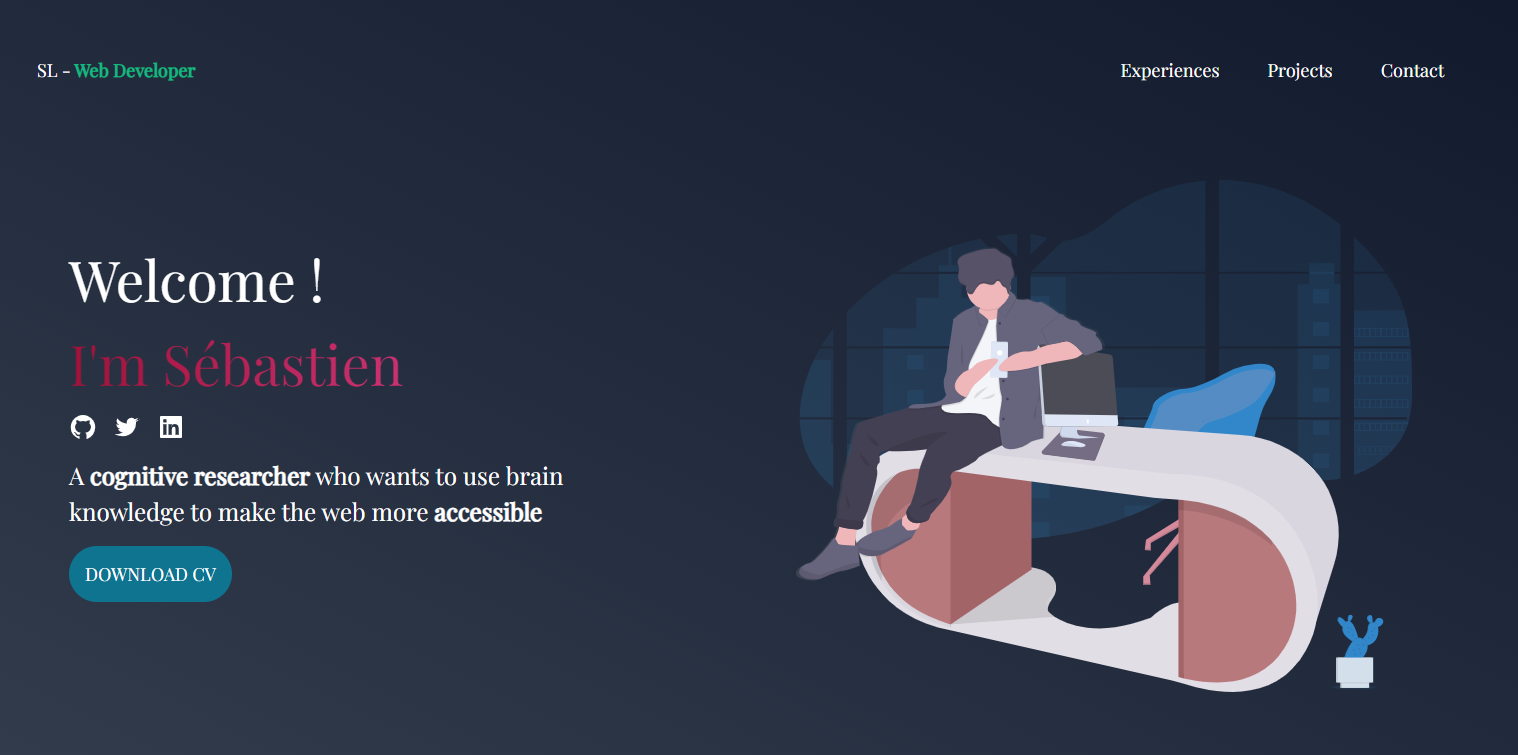 SL - Web Developer
Experiences
Projects
Contact
Welcome !
I'm Sébastien
A cognitive researcher who wants to use brain
knowledge to make the web more accessible
DOWNLOAD CV